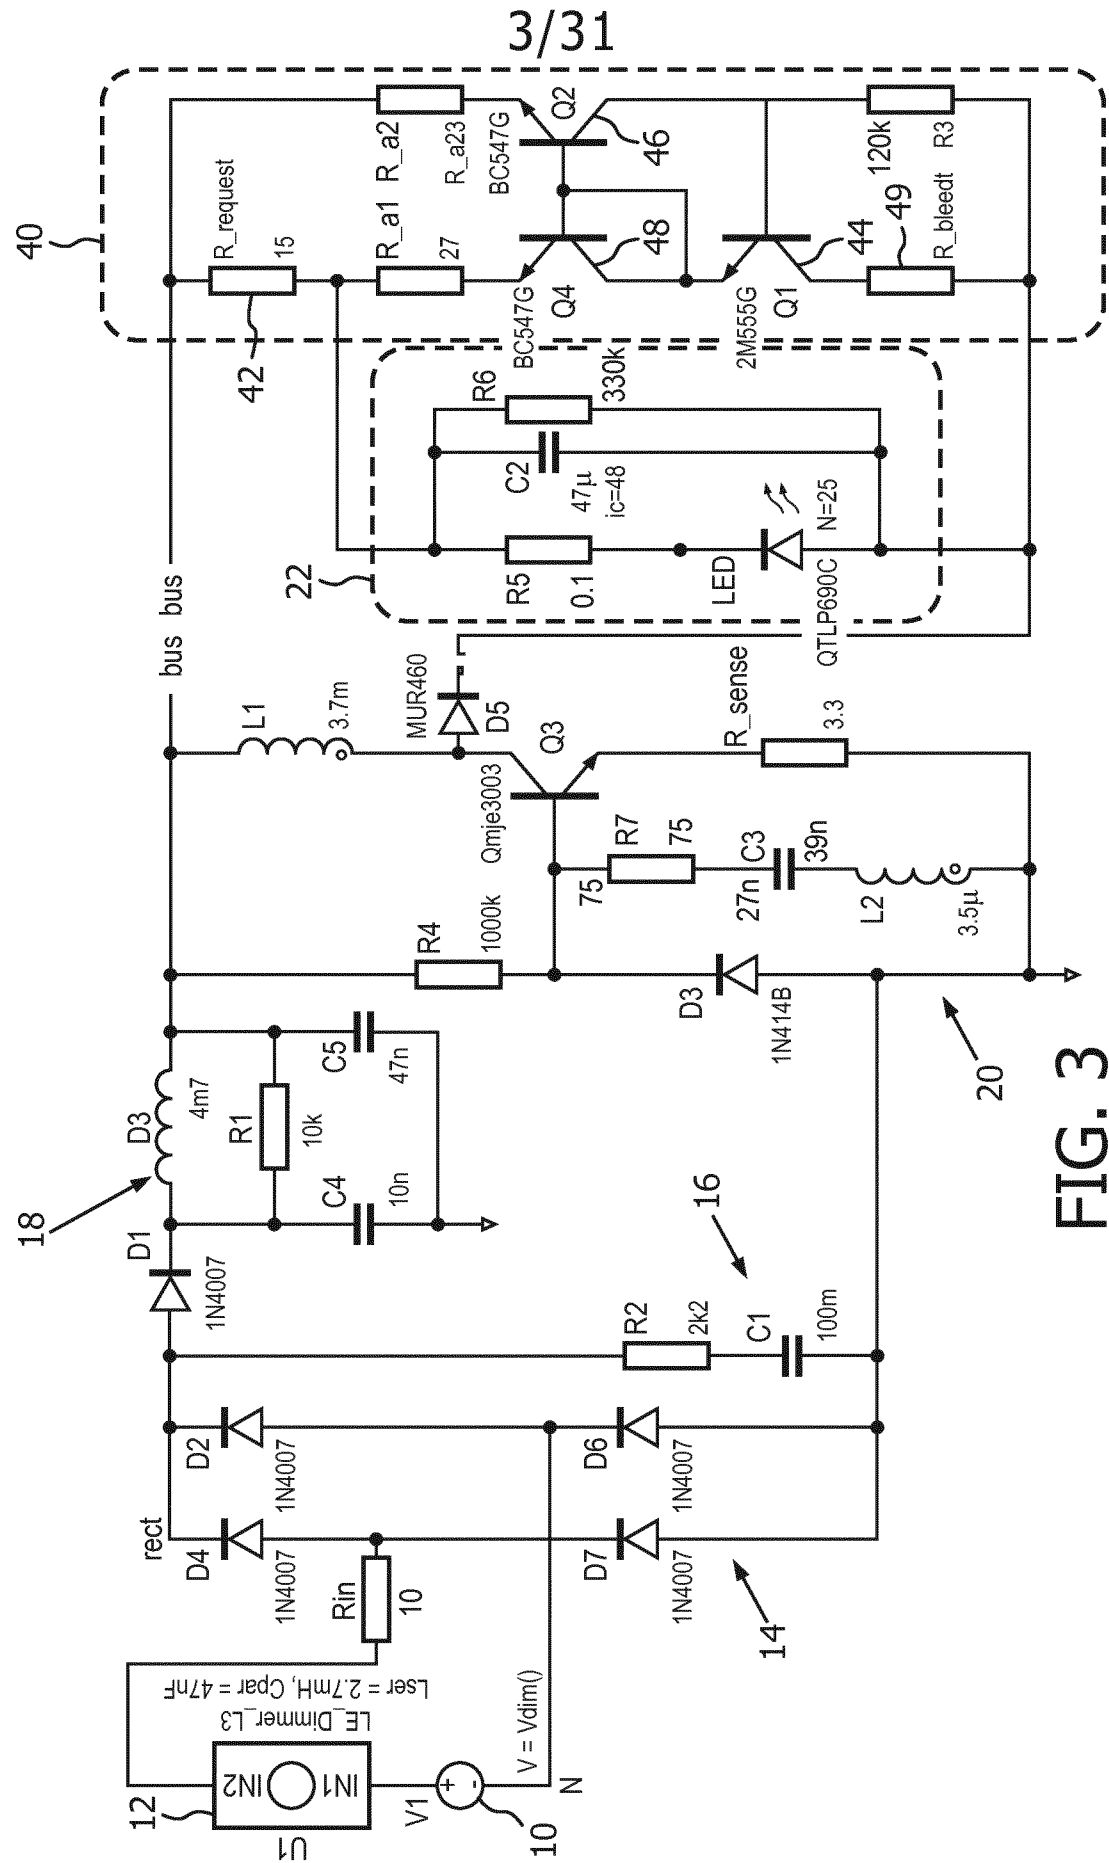 3/31
40
R_request
15
42
R_a1
27
R_a2
R_a23
BC547G
Q2
46
BC547G
Q4
48
2M555G
Q1
44
49
R_bleedt
120k
R3
22
R6
330k
C2
47µ
ic=48
R5
0.1
LED
N=25
QTLP690C
bus
bus
L1
3.7m
MUR460
D5
Q3
Qmje3003
R_sense
3.3
R7
75
75
C3
39n
27n
L2
3.5µ
R4
1000k
D3
1N414B
20
18
D3
4m7
R1
10k
C5
47n
C4
10n
D1
1N4007
16
R2
2k2
C1
100m
rect
D2
1N4007
D6
1N4007
D4
1N4007
D7
1N4007
14
Rin
10
Lser = 2.7mH, Cpar = 47nF
LE_Dimmer_L3
IN2
IN1
12
U1
V1
+
-
10
V = Vdim()
N
FIG. 3